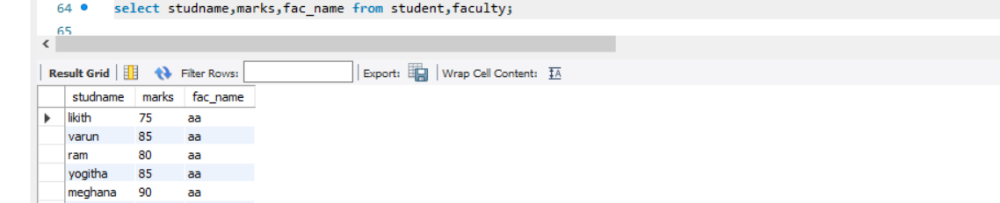 64 select studname,marks,fac_name from student,faculty;
65
Result Grid Filter Rows: Export: Wrap Cell Content: IA
studname marks fac_name
likith 75 aa
varun 85 aa
ram 80 aa
yogitha 85 aa
meghana 90 aa